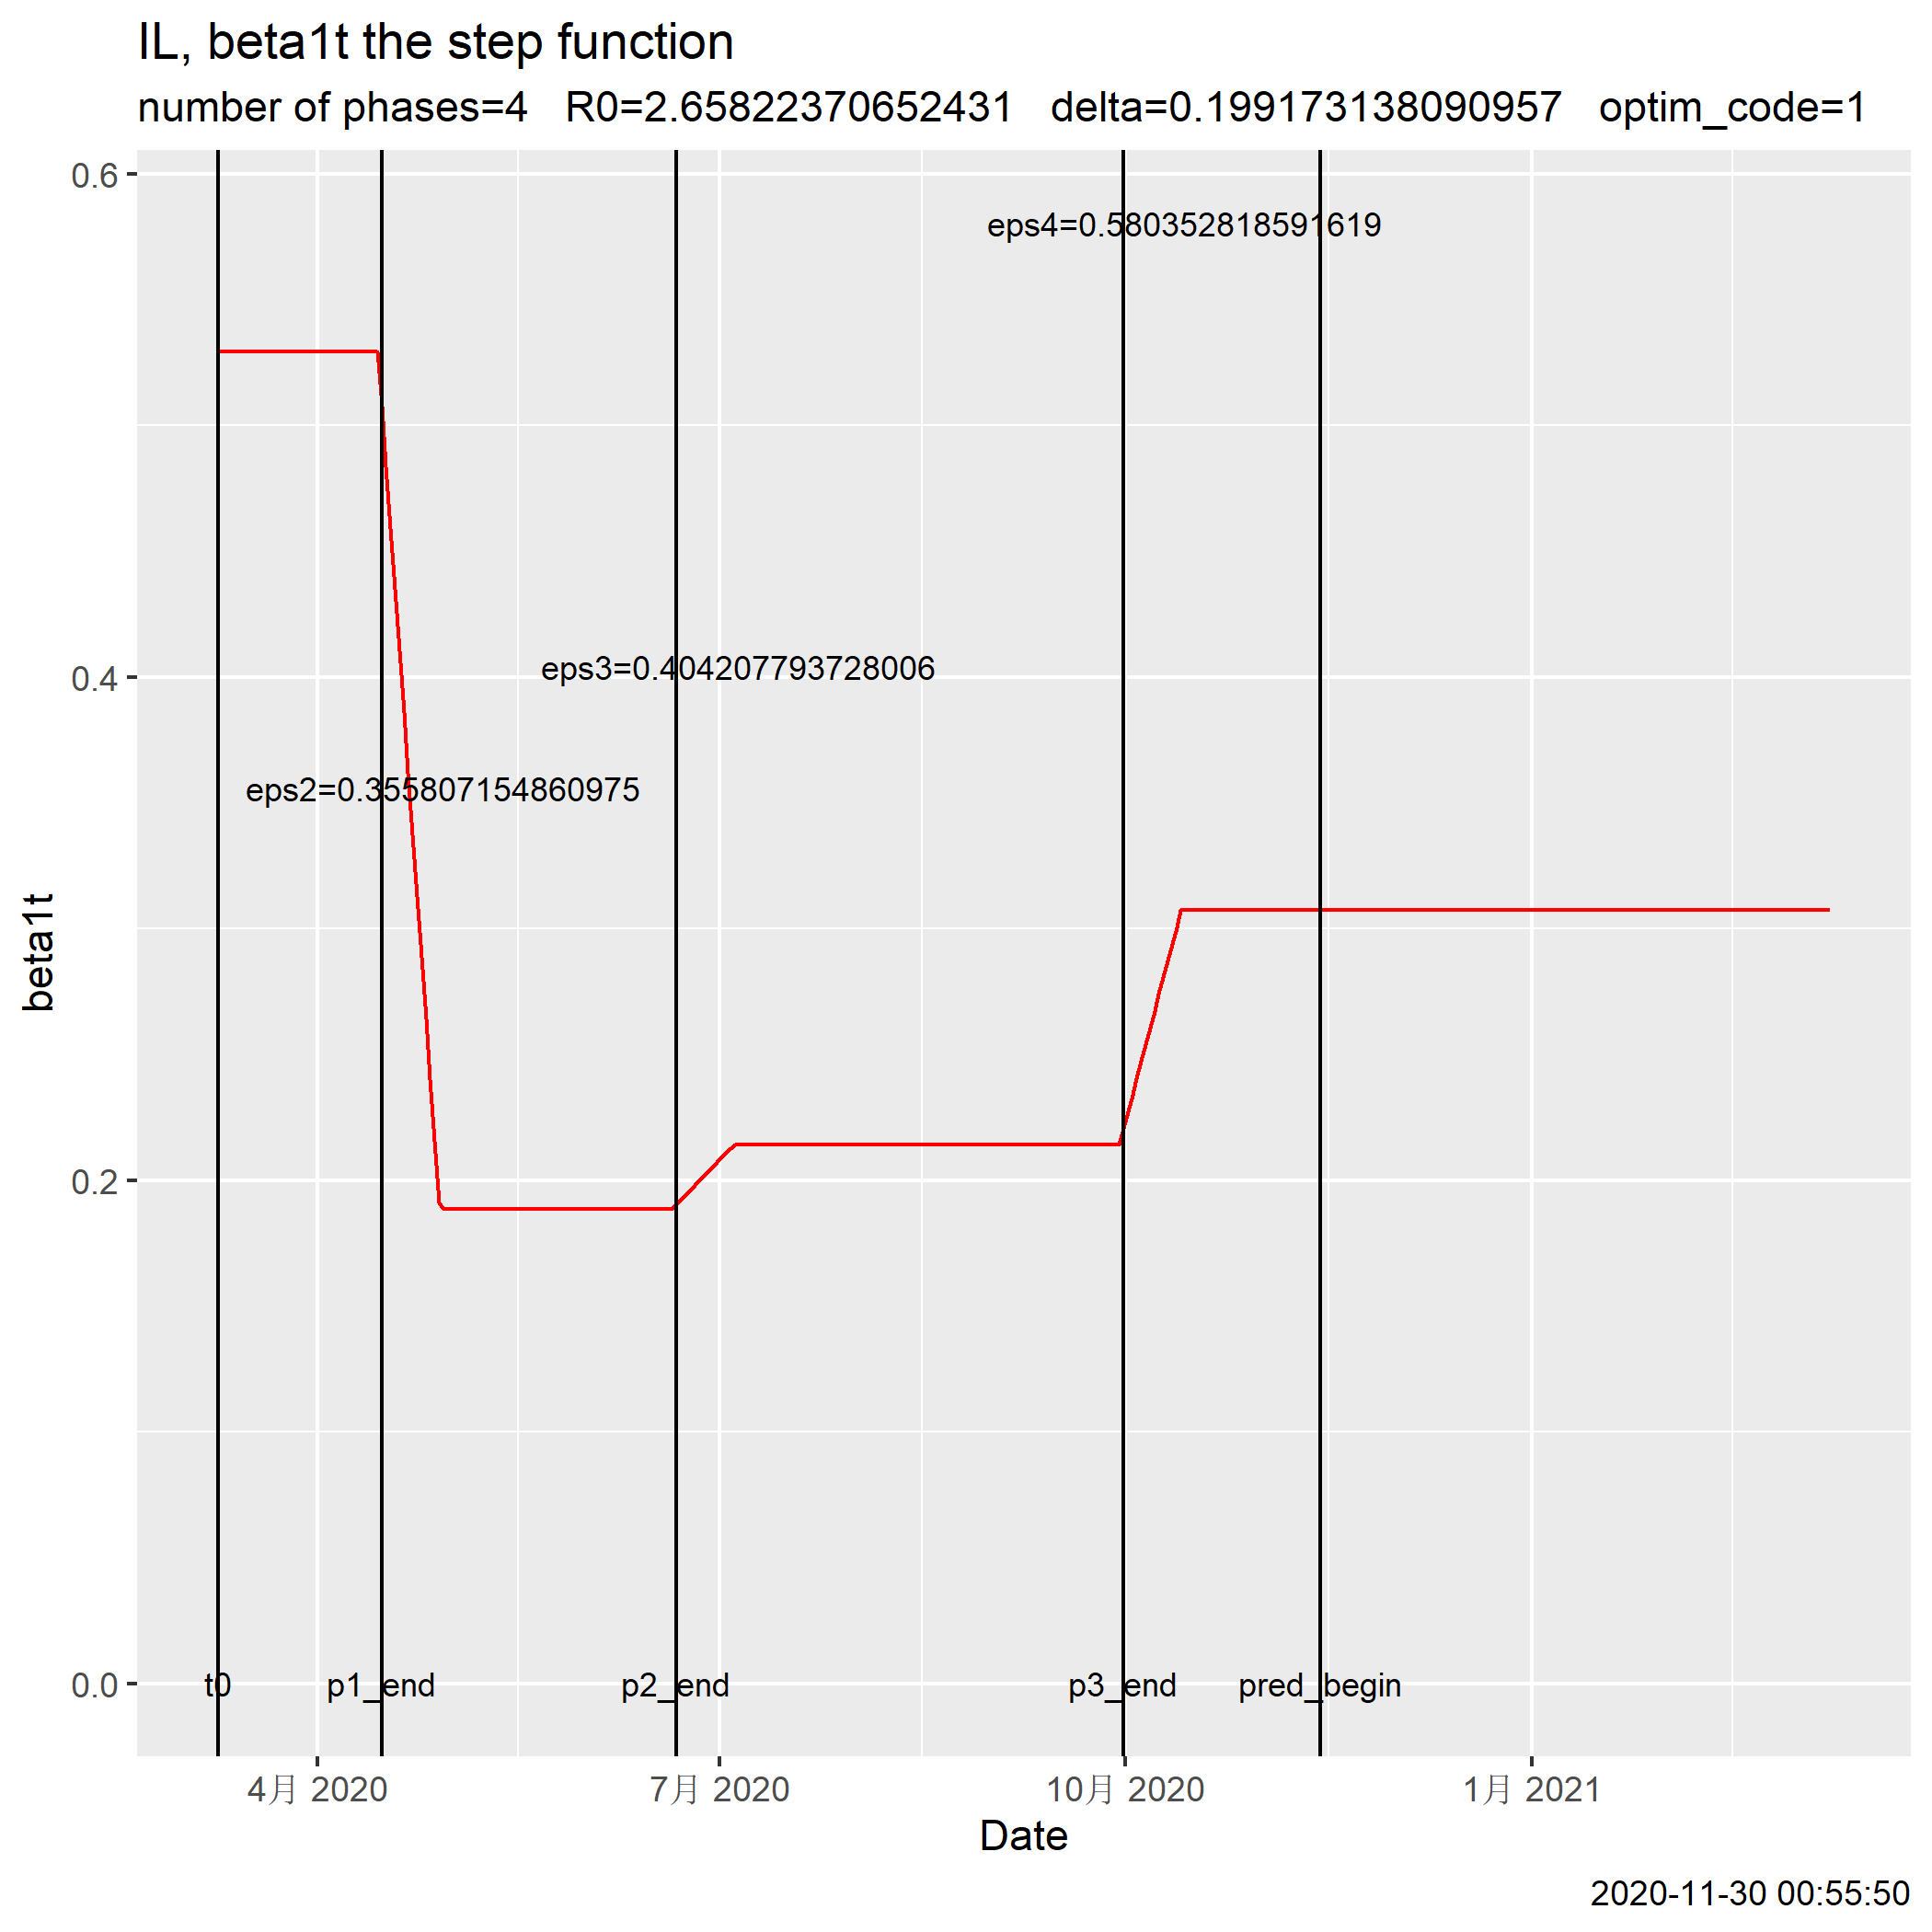 IL, beta1t the step function
number of phases=4 R0=2.65822370652431 delta=0.199173138090957 optim_code=1
0.6
eps4=0.580352818591619
0.4
eps3=0.404207793728006
eps2=0.355807154860975
beta1t
0.2
0.0
t0 p1_end p2_end p3_end pred_begin
4月 2020 7月 2020 10月 2020 1月 2021
Date
2020-11-30 00:55:50